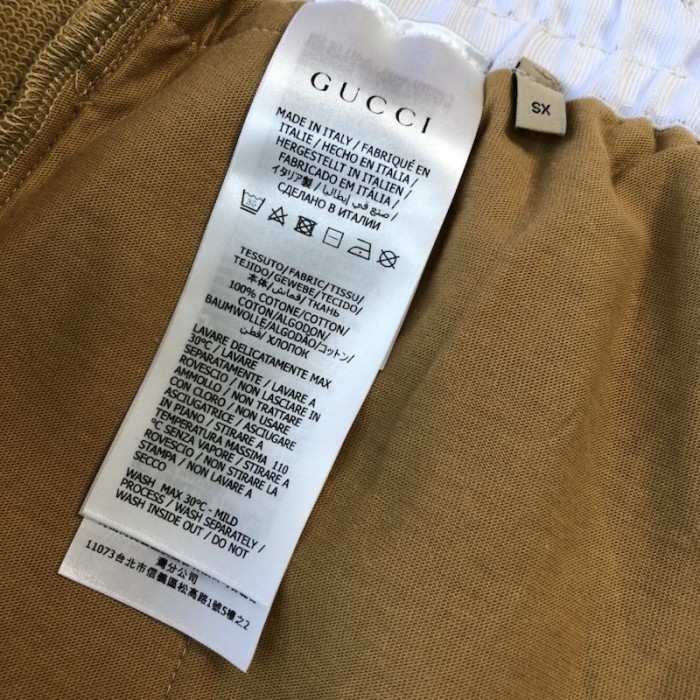 GUCCI
SX
MADE IN ITALY / FABRIQUÉ EN
ITALIE / HECHO EN ITALIA /
HERGESTELLT IN ITALIEN /
FABRICADO EM ITÁLIA /
イタリア製 / صنع في إيطاليا /
СДЕЛАНО В ИТАЛИИ
30
TESSUTO/FABRIC/TISSU/
TEJIDO/GEWEBE/TECIDO/
本体/قماش/ТКАНЬ
100% COTONE/COTTON/
COTON/ALGODON/
BAUMWOLLE/ALGODÃO/コットン/
قطن/ ХЛОПОК
LAVARE DELICATAMENTE MAX
30°C / LAVARE
SEPARATAMENTE / LAVARE A
ROVESCIO / NON LASCIARE IN
AMMOLLO / NON TRATTARE
CON CLORO / NON USARE
ASCIUGATRICE / ASCIUGARE
IN PIANO / STIRARE A
TEMPERATURA MASSIMA 110
°C SENZA VAPORE / STIRARE A
ROVESCIO / NON STIRARE LA
STAMPA / NON LAVARE A
SECCO
WASH MAX 30°C - MILD
PROCESS / WASH SEPARATELY /
WASH INSIDE OUT / DO NOT
灣分公司
11073台北市信義區松高路1號5樓之2